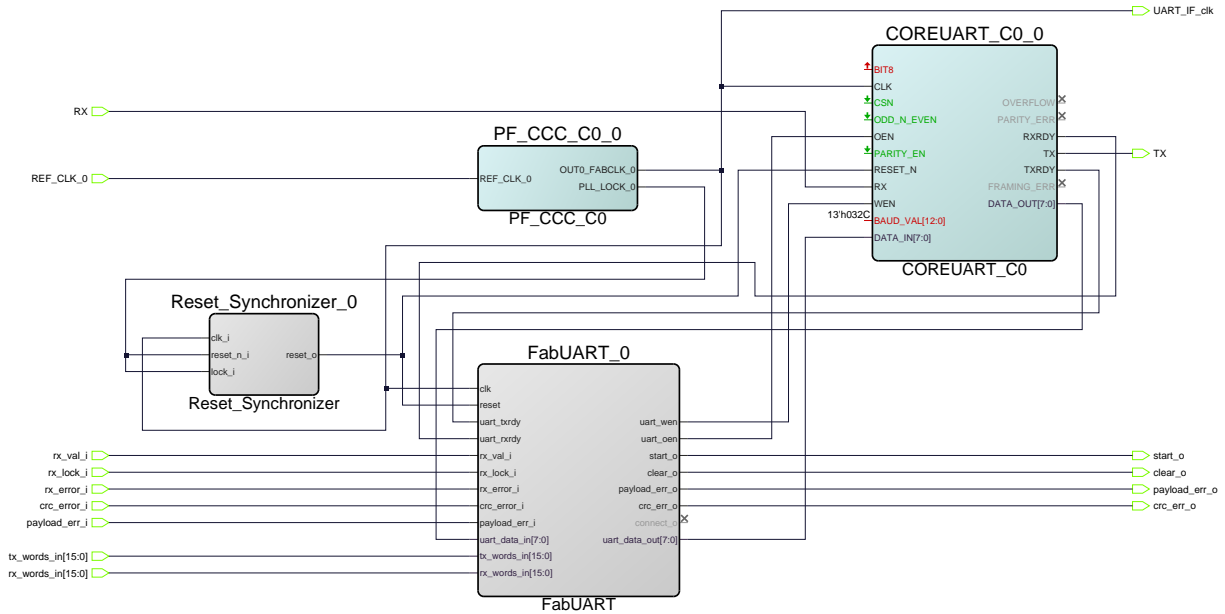 UART_IF_clk
COREUART_C0_0
BIT8
CLK
CSN
OVERFLOW
RX
ODD_N_EVEN
PARITY_ERR
PF_CCC_C0_0
OEN
RXRDY
PARITY_EN
TX
TX
OUT0_FABCLK_0
RESET_N
TXRDY
REF_CLK_0
REF_CLK_0
PLL_LOCK_0
RX
FRAMING_ERR
WEN
DATA_OUT[7:0]
PF_CCC_C0
13'h032C
BAUD_VAL[12:0]
DATA_IN[7:0]
COREUART_C0
Reset_Synchronizer_0
clk_i
reset_n_i
reset_o
lock_i
Reset_Synchronizer
FabUART_0
clk
reset
uart_txrdy
uart_wen
uart_rxrdy
uart_oen
rx_val_i
rx_val_i
start_o
start_o
rx_lock_i
rx_lock_i
clear_o
clear_o
rx_error_i
rx_error_i
payload_err_o
payload_err_o
crc_error_i
crc_error_i
crc_err_o
crc_err_o
payload_err_i
payload_err_i
connect_o
uart_data_in[7:0]
uart_data_out[7:0]
tx_words_in[15:0]
tx_words_in[15:0]
rx_words_in[15:0]
rx_words_in[15:0]
FabUART